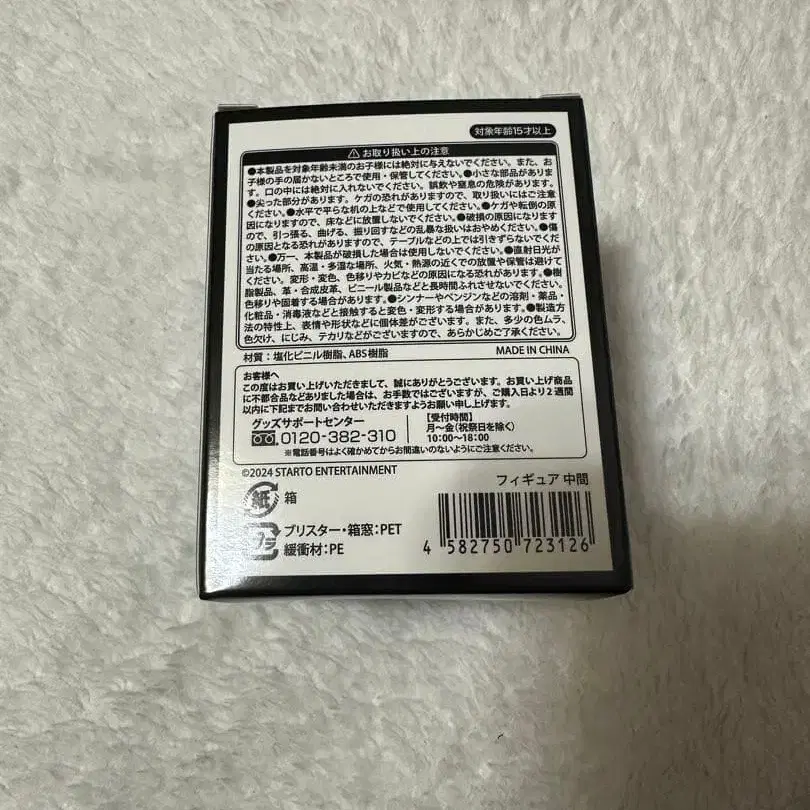 対象年齢15才以上
⚠お取り扱い上の注意
●本製品を対象年齢未満のお子様には絶対に与えないでください。また、お
子様の手の届かないところで使用・保管してください。●小さな部品がありま
す。口の中には絶対に入れないでください。誤飲や窒息の危険があります。
●尖った部分があります。ケガの恐れがありますので、取り扱いにはご注意
ください。●水平で平らな机の上などで使用してください。●ケガや転倒の原
因になりますので、床などに放置しないでください。●破損の原因になります
ので、引っ張る、曲げる、振り回すなどの乱暴な扱いはおやめください。●傷
の原因となる恐れがありますので、テーブルなどの上では引きずらないでくだ
さい。●万一、本製品が破損した場合は使用しないでください。●直射日光が
当たる場所、高温・多湿な場所、火気・熱源の近くでの放置や保管は避けて
ください。変形・変色、色移りやカビなどの原因になる恐れがあります。●樹
脂製品、革・合成皮革、ビニール製品などと長時間ふれさせないでください。
色移りや固着する場合があります。●シンナーやベンジンなどの溶剤・薬品・
化粧品・消毒液などと接触すると変色・変形する場合があります。●製造方
法の特性上、表情や形状などに個体差がございます。また、多少の色ムラ、
色欠け、にじみ、テカリなどがございますので、あらかじめご了承ください。
材質:塩化ビニル樹脂、ABS樹脂 MADE IN CHINA
お客様へ
この度はお買い上げいただきまして、誠にありがとうございます。お買い上げ商品
に不部合品などありました場合は、お手数ではございますが、ご購入日より2週間
以内に下記までお問い合わせいただきますようお願い申し上げます。
グッズサポートセンター
0120-382-310
【受付時間】
月〜金(祝祭日を除く)
10:00〜18:00
※電話番号はよく確かめてからお間違いのないようにご注意ください。
©2024 STARTO ENTERTAINMENT
フィギュア 中間
紙 箱
プラ ブリスター・箱窓:PET
緩衝材:PE
4 582750 723126